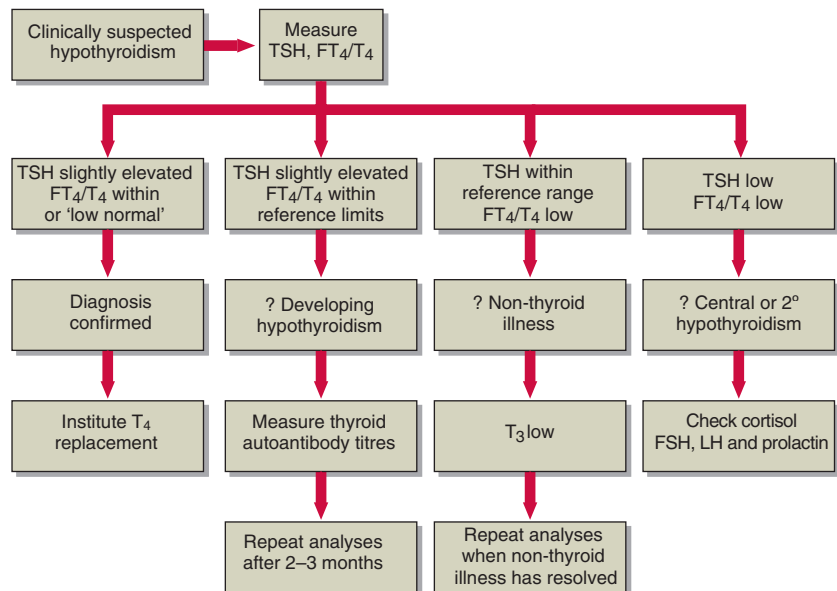 Clinically suspected
hypothyroidism
Measure
TSH, FT4/T4
TSH slightly elevated
FT4/T4 within
or ‘low normal’
TSH slightly elevated
FT4/T4 within
reference limits
TSH within
reference range
FT4/T4 low
TSH low
FT4/T4 low
Diagnosis
confirmed
? Developing
hypothyroidism
? Non-thyroid
illness
? Central or 2º
hypothyroidism
Institute T4
replacement
Measure thyroid
autoantibody titres
T3 low
Check cortisol
FSH, LH and prolactin
Repeat analyses
after 2–3 months
Repeat analyses
when non-thyroid
illness has resolved